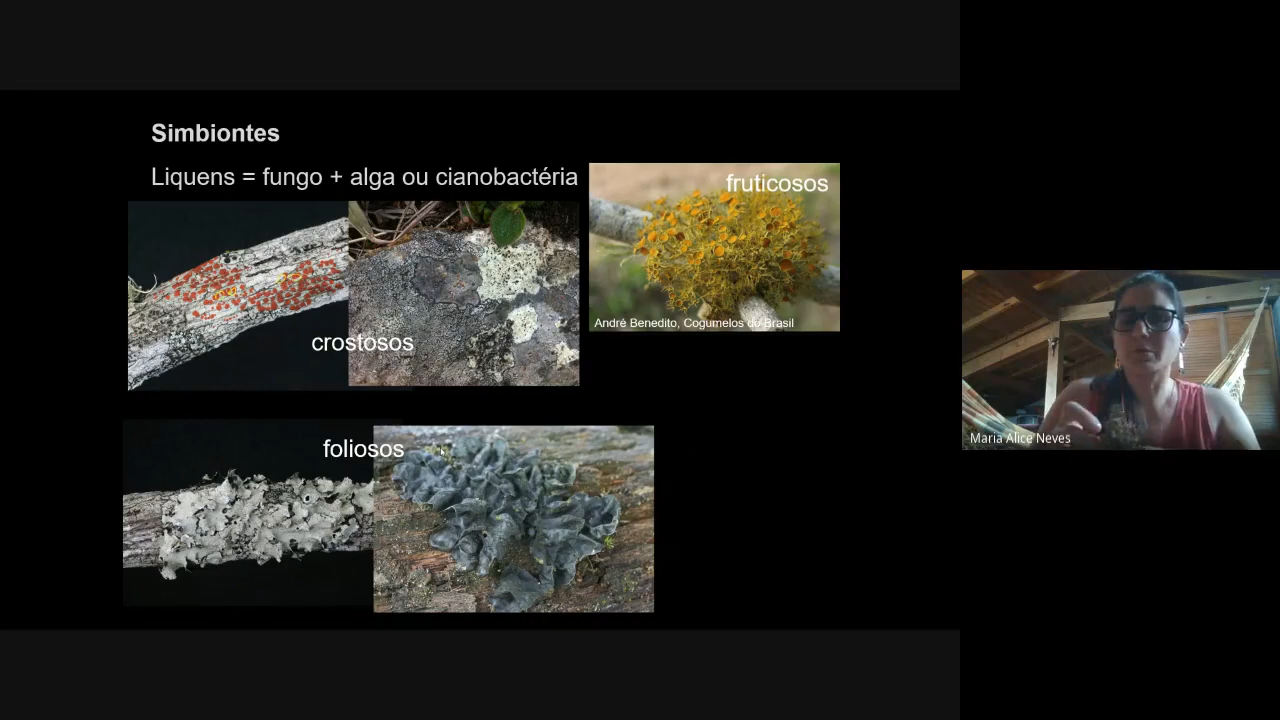 Simbiontes
Liquens = fungo + alga ou cianobactéria
fruticosos
André Benedito, Cogumelos do Brasil
crostosos
foliosos
Maria Alice Neves